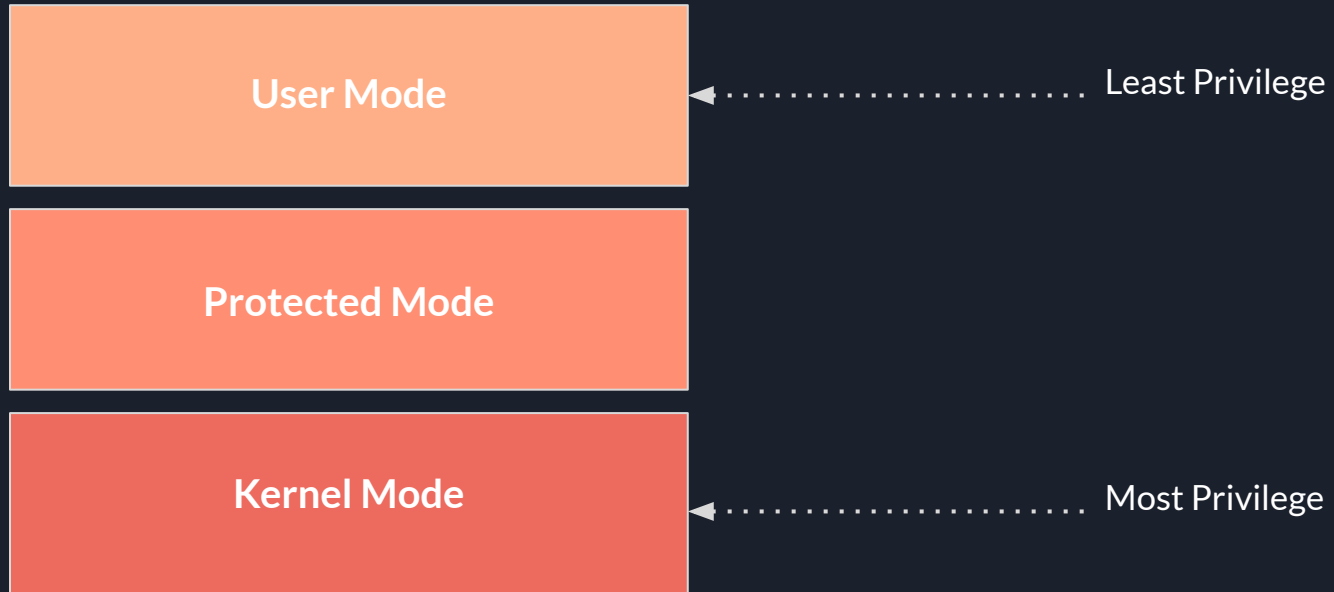 User Mode
Least Privilege
Protected Mode
Kernel Mode
Most Privilege